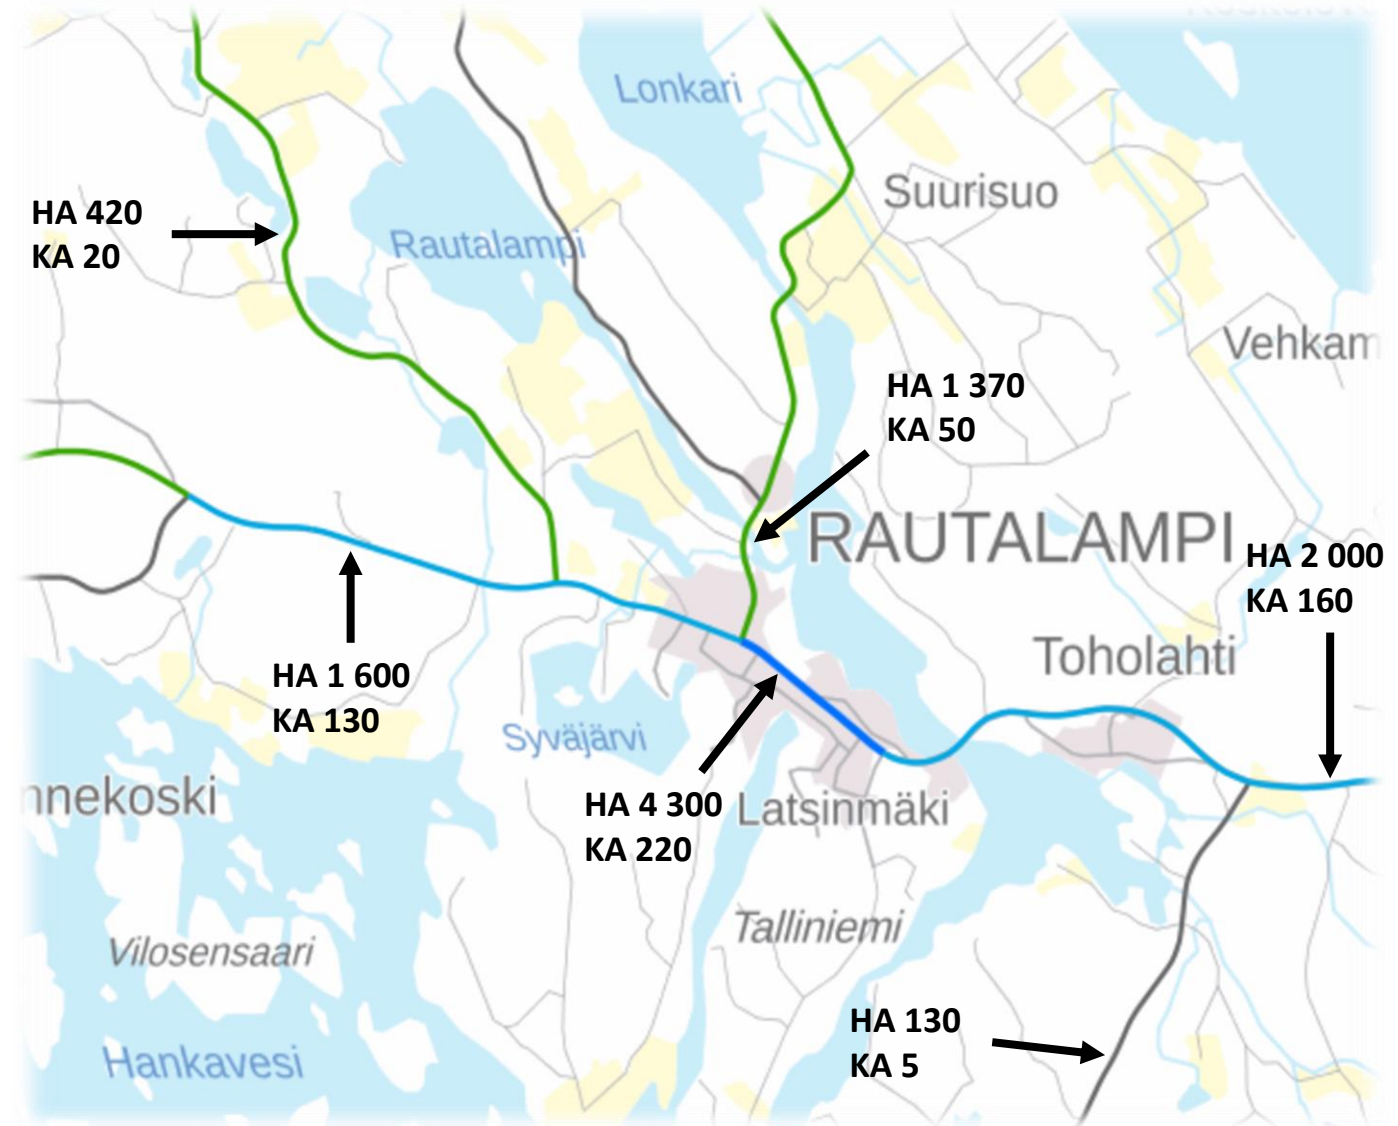 Lonkari
Suurisuo
HA 420
KA 20
Rautalampi
Vehkam
HA 1 370
KA 50
RAUTALAMPI
HA 2 000
KA 160
Toholahti
HA 1 600
KA 130
Syväjärvi
nnekoski
HA 4 300
KA 220
Latsinmäki
Talliniemi
Vilosensaari
HA 130
KA 5
Hankavesi